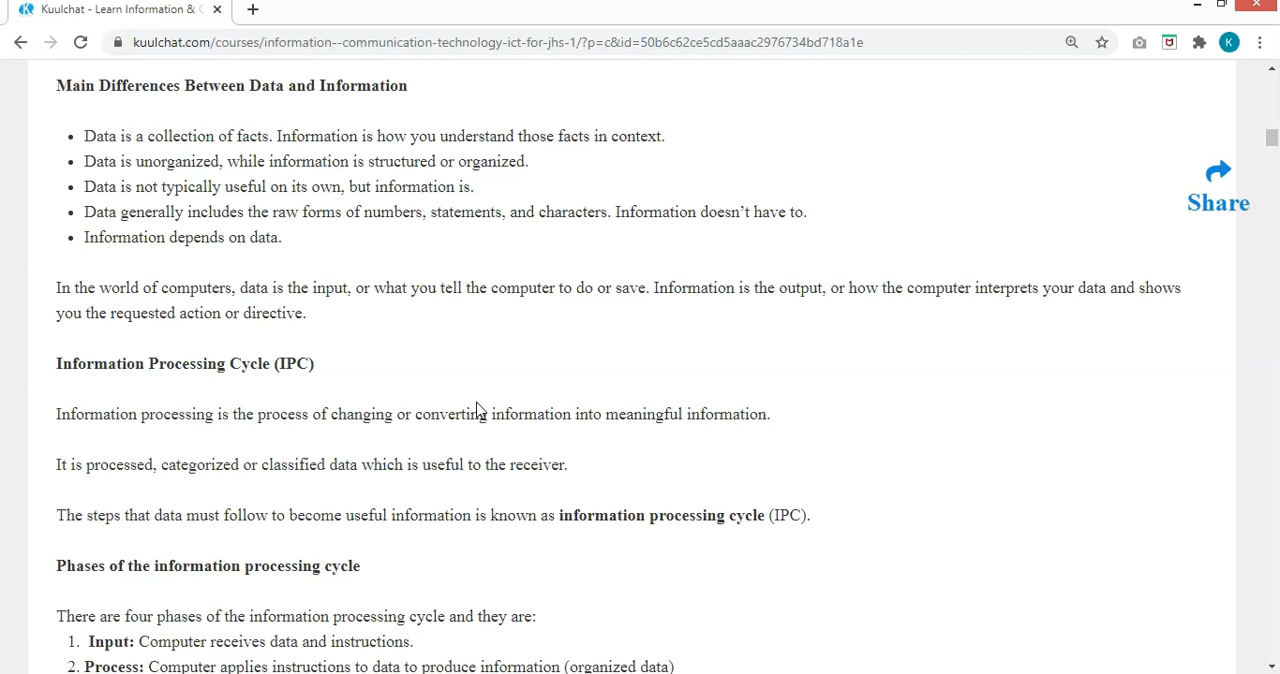 Kuulchat - Learn Information &
kuulchat.com/courses/information--communication-technology-ict-for-jhs-1/?p=c&id=50b6c62ce5cd5aaac2976734bd718a1e
K
Main Differences Between Data and Information
Data is a collection of facts. Information is how you understand those facts in context.
Data is unorganized, while information is structured or organized.
Data is not typically useful on its own, but information is.
Share
Data generally includes the raw forms of numbers, statements, and characters. Information doesn’t have to.
Information depends on data.
In the world of computers, data is the input, or what you tell the computer to do or save. Information is the output, or how the computer interprets your data and shows
you the requested action or directive.
Information Processing Cycle (IPC)
Information processing is the process of changing or converting information into meaningful information.
It is processed, categorized or classified data which is useful to the receiver.
The steps that data must follow to become useful information is known as information processing cycle (IPC).
Phases of the information processing cycle
There are four phases of the information processing cycle and they are:
1. Input: Computer receives data and instructions.
2. Process: Computer applies instructions to data to produce information (organized data)